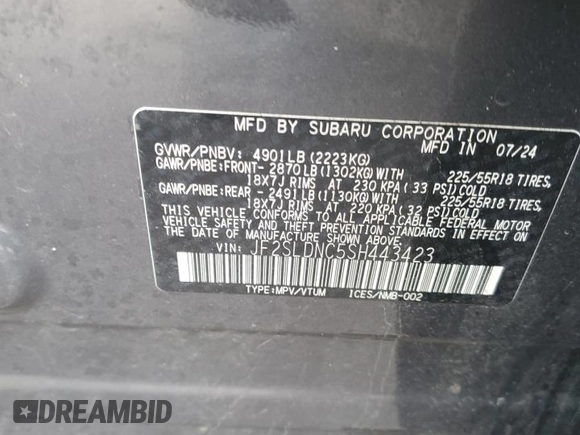 MFD BY SUBARU CORPORATION
MFD IN 07/24
GVWR/PNBV: 4901LB (2223KG)
GAWR/PNBE:FRONT- 2870LB (1302KG) WITH 225/55R18 TIRES,
18X7J RIMS AT 230 KPA (33 PSI) COLD
GAWR/PNBE:REAR - 2491LB (1130KG) WITH 225/55R18 TIRES,
18X7J RIMS AT 220 KPA (32 PSI) COLD
THIS VEHICLE CONFORMS TO ALL APPLICABLE FEDERAL MOTOR
VEHICLE SAFETY AND THEFT PREVENTION STANDARDS IN EFFECT
ON THE DATE OF MANUFACTURE SHOWN ABOVE.
VIN: JF2SLDNC5SH443423
TYPE:MPV/VTUM ICES/NMB-002
DREAMBID